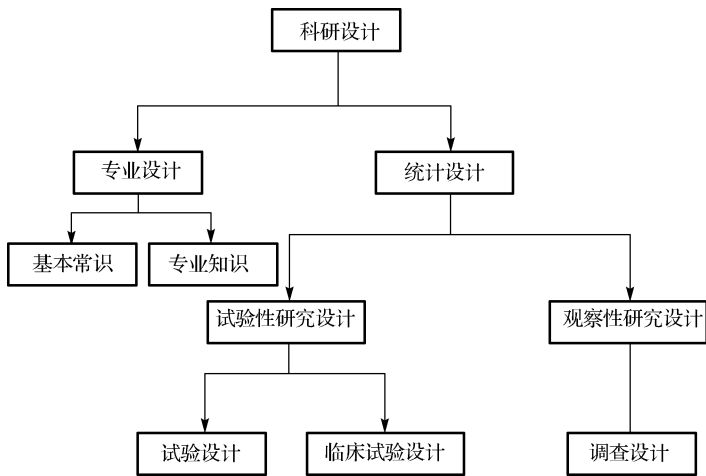 科研设计
专业设计
统计设计
基本常识
专业知识
试验性研究设计
观察性研究设计
试验设计
临床试验设计
调查设计